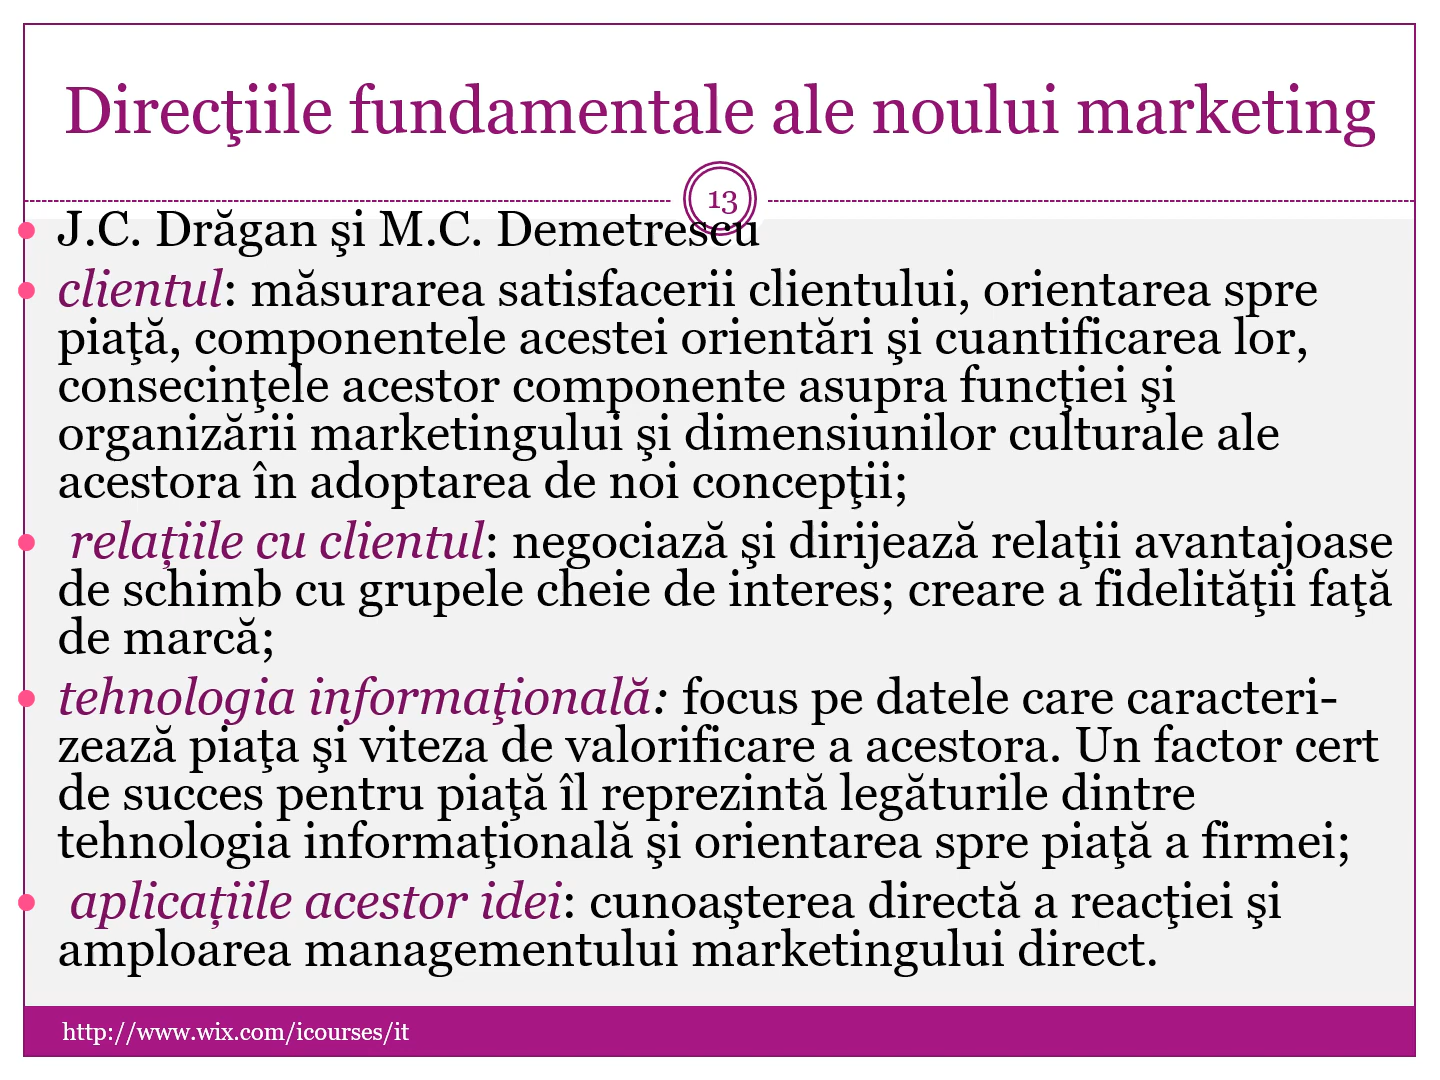 Direcţiile fundamentale ale noului marketing
13
J.C. Drăgan şi M.C. Demetrescu
clientul: măsurarea satisfacerii clientului, orientarea spre
piaţă, componentele acestei orientări şi cuantificarea lor,
consecinţele acestor componente asupra funcţiei şi
organizării marketingului şi dimensiunilor culturale ale
acestora în adoptarea de noi concepţii;
relaţiile cu clientul: negociază şi dirijează relaţii avantajoase
de schimb cu grupele cheie de interes; creare a fidelităţii faţă
de marcă;
tehnologia informaţională: focus pe datele care caracteri-
zează piaţa şi viteza de valorificare a acestora. Un factor cert
de succes pentru piaţă îl reprezintă legăturile dintre
tehnologia informaţională şi orientarea spre piaţă a firmei;
aplicaţiile acestor idei: cunoaşterea directă a reacţiei şi
amploarea managementului marketingului direct.
http://www.wix.com/icourses/it